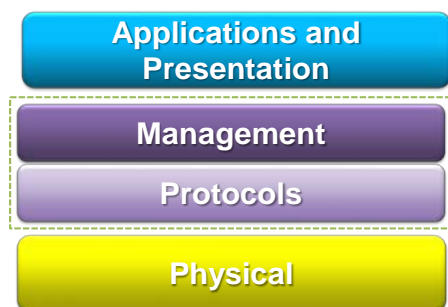 Applications and
Presentation
Management
Protocols
Physical